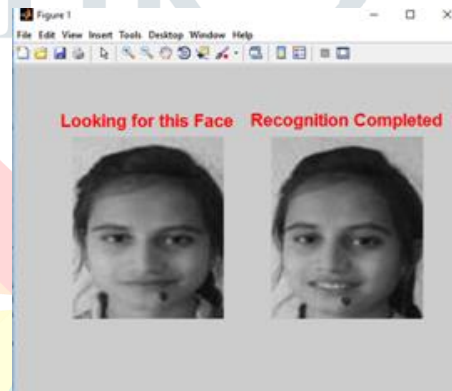 Figure 1
File Edit View Insert Tools Desktop Window Help
Looking for this Face Recognition Completed